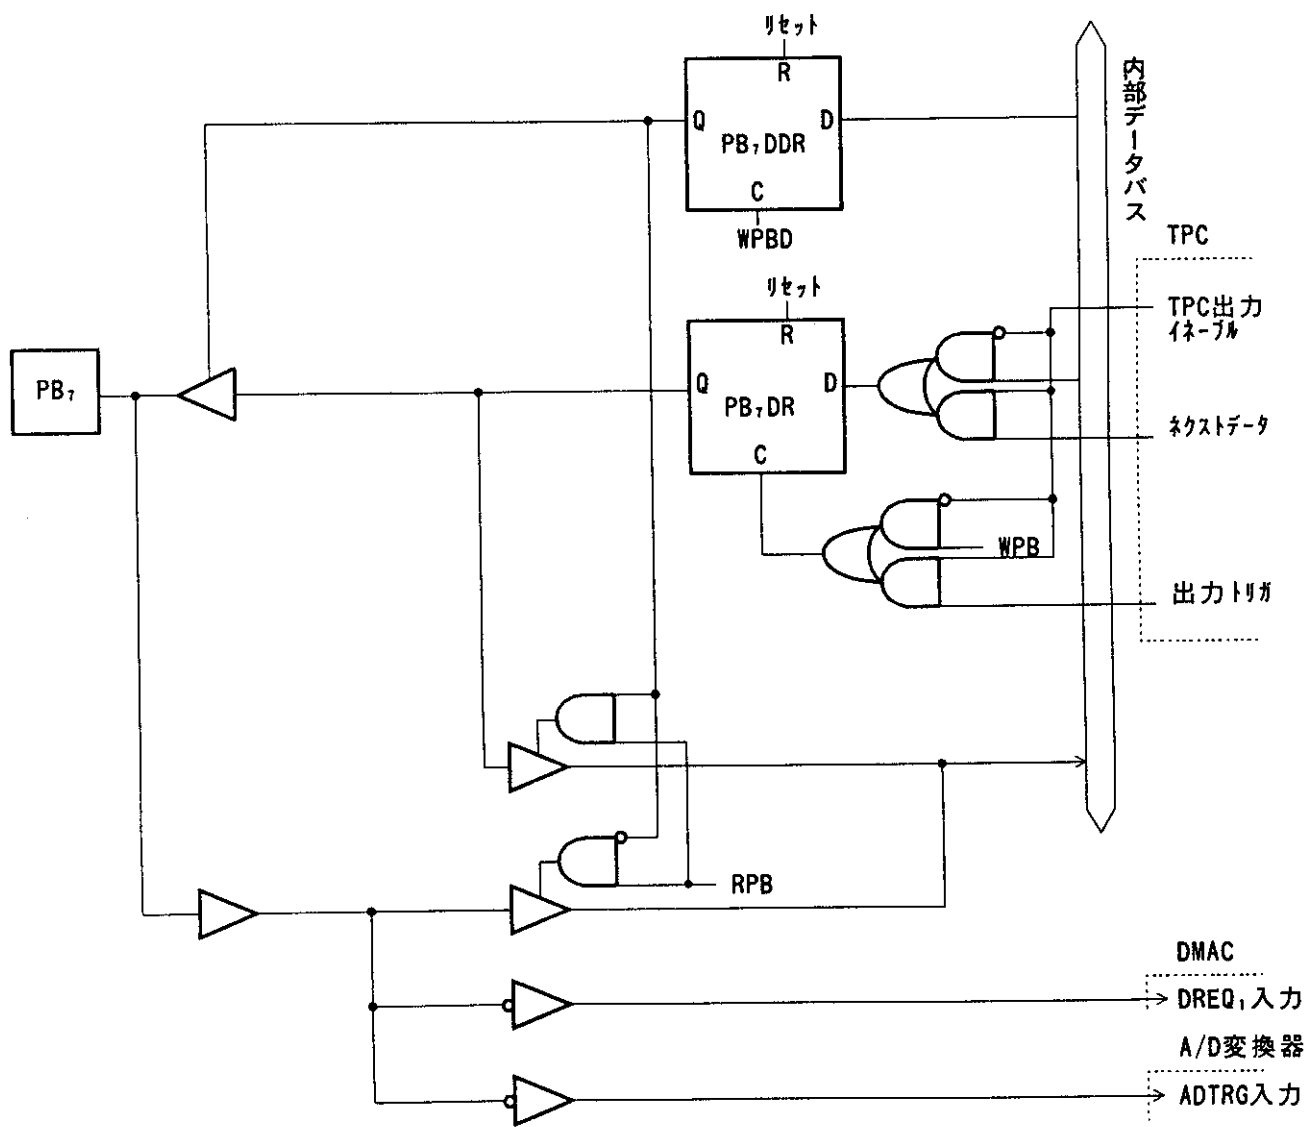 リセット
R
Q
D
PB₇DDR
C
WPBD
内部データバス
TPC
リセット
R
TPC出力
イネーブル
PB₇
Q
D
PB₇DR
ネクストデータ
C
WPB
出力トリガ
RPB
DMAC
DREQ₁入力
A/D変換器
ADTRG入力